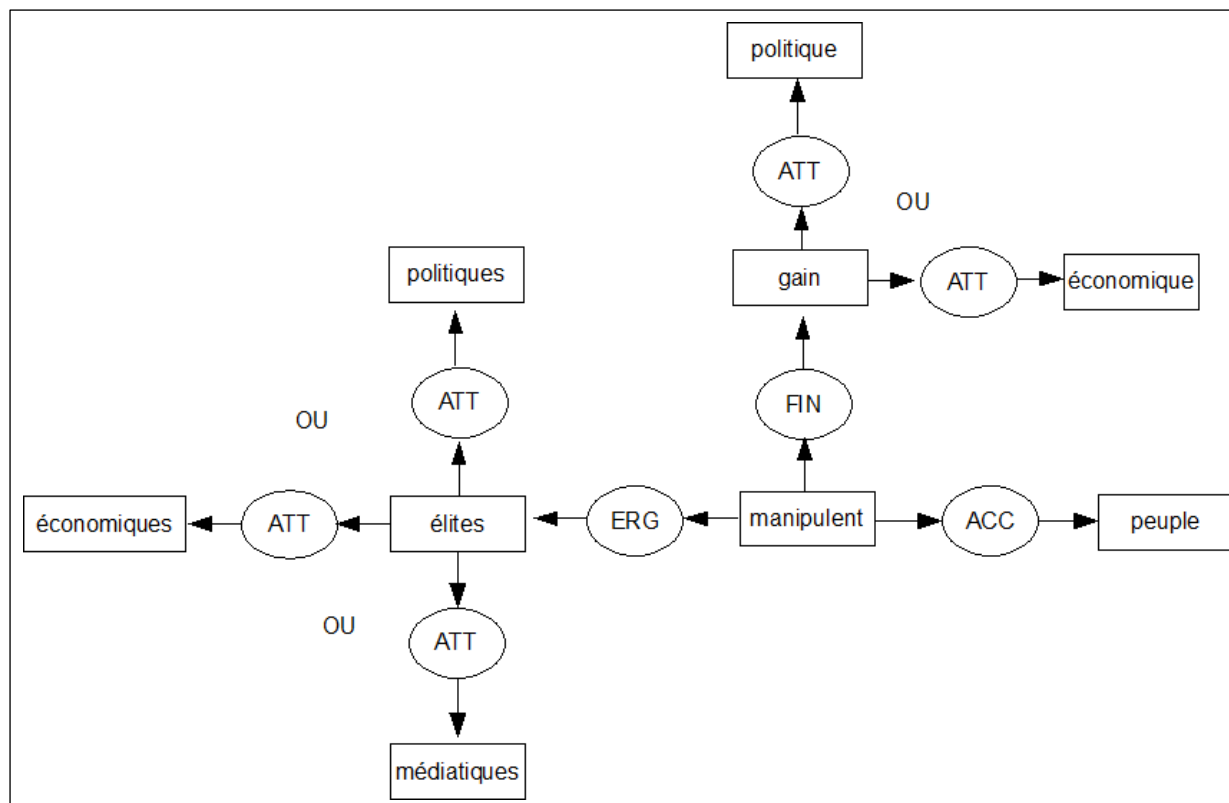 politique
ATT
OU
politiques
gain
ATT
économique
ATT
FIN
OU
économiques
ATT
élites
ERG
manipulent
ACC
peuple
OU
ATT
médiatiques